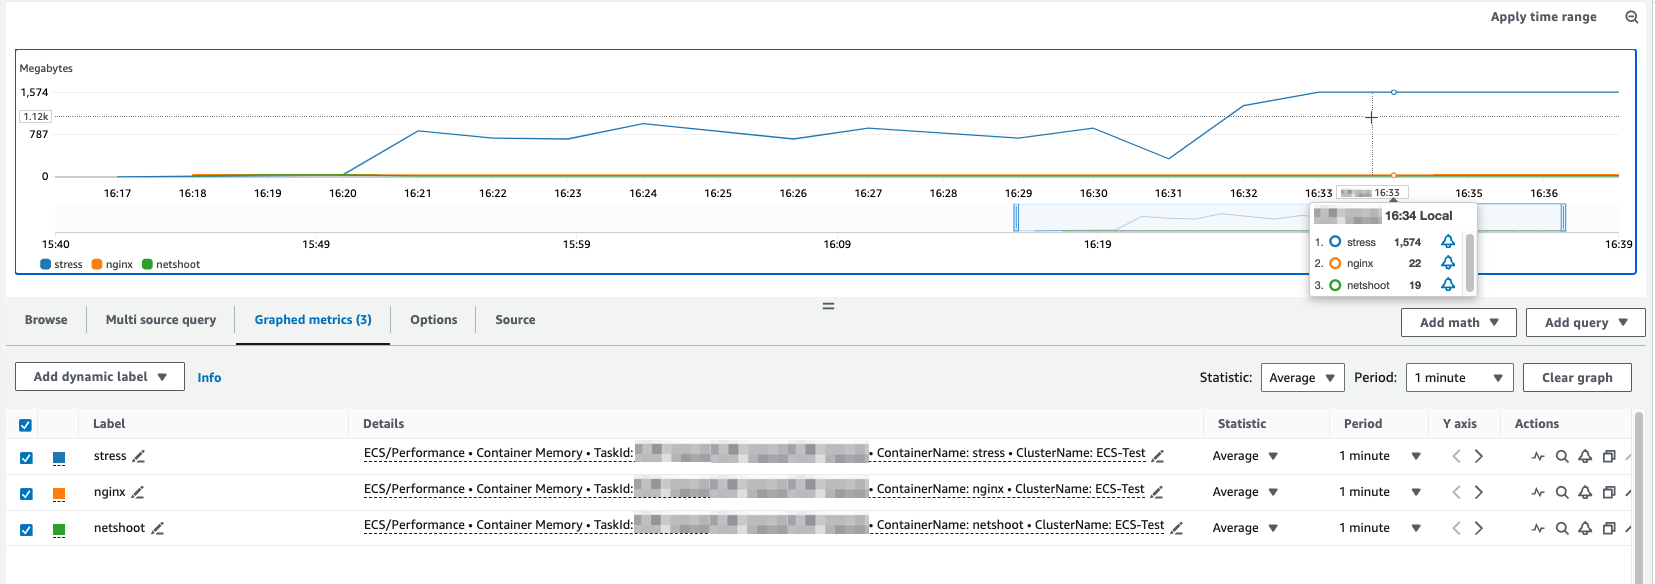 Apply time range
Megabytes
1,574
1.12k
787
0
16:17 16:18 16:19 16:20 16:21 16:22 16:23 16:24 16:25 16:26 16:27 16:28 16:29 16:30 16:31 16:32 16:33 16:33 16:35 16:36
16:34 Local
1. stress 1,574
2. nginx 22
3. netshoot 19
15:40 15:49 15:59 16:09 16:19 16:39
stress nginx netshoot
Browse Multi source query Graphed metrics (3) Options Source
Add math Add query
Add dynamic label Info
Statistic: Average Period: 1 minute Clear graph
Label Details Statistic Period Y axis Actions
stress ECS/Performance • Container Memory • TaskId: • ContainerName: stress • ClusterName: ECS-Test Average 1 minute
nginx ECS/Performance • Container Memory • TaskId: • ContainerName: nginx • ClusterName: ECS-Test Average 1 minute
netshoot ECS/Performance • Container Memory • TaskId: • ContainerName: netshoot • ClusterName: ECS-Test Average 1 minute